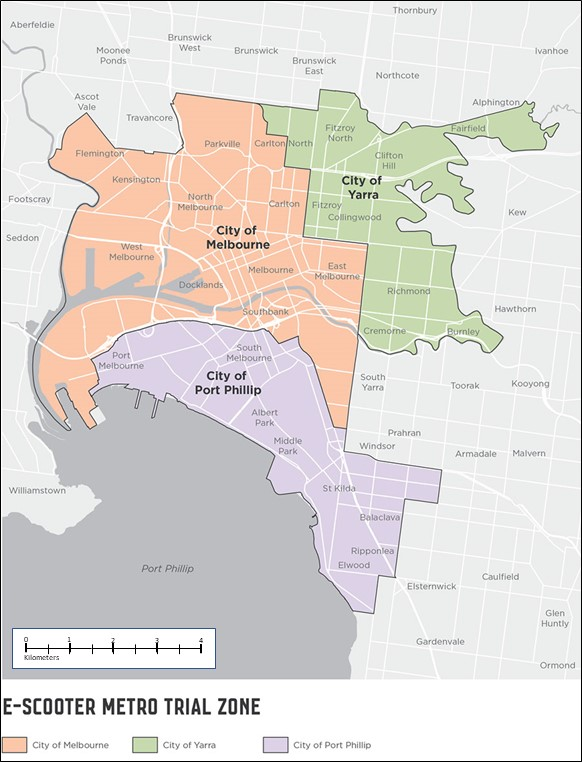 Thornbury
Aberfeldie
Brunswick
West
Moonee
Ponds
Brunswick
Ivanhoe
Brunswick
East
Northcote
Ascot
Vale
Alphington
Travancore
Fitzroy
North
Fairfield
Parkville
Carlton North
Flemington
Clifton
Hill
Kensington
City of
Yarra
North
Melbourne
Footscray
Carlton
Fitzroy
Collingwood
Kew
Seddon
City of
Melbourne
West
Melbourne
Melbourne
East
Melbourne
Docklands
Richmond
Southbank
Hawthorn
Cremorne
Burnley
Port
Melbourne
South
Melbourne
City of
Port Phillip
South
Yarra
Toorak
Kooyong
Albert
Park
Prahran
Middle
Park
Windsor
Armadale
Malvern
Williamstown
St Kilda
Balaclava
Ripponlea
Elwood
Port Phillip
Elsternwick
Caulfield
Glen
Huntly
Gardenvale
Ormond
0 1 2 3 4
Kilometers
E-SCOOTER METRO TRIAL ZONE
City of Melbourne
City of Yarra
City of Port Phillip